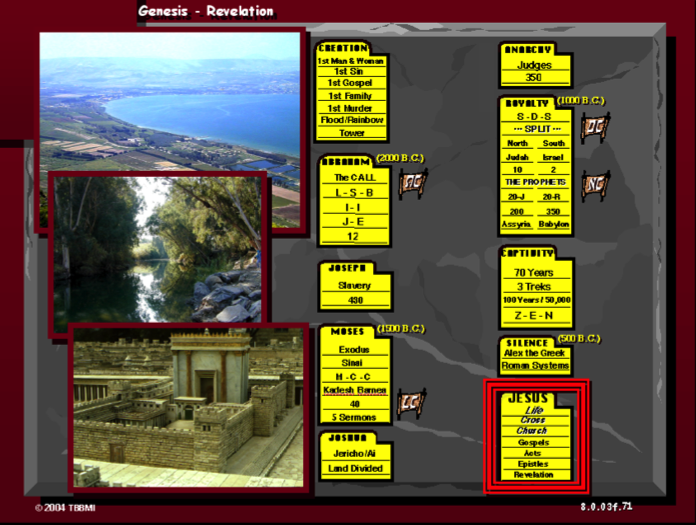 Genesis - Revelation
CREATION
1st Man & Woman
1st Sin
1st Gospel
1st Family
1st Murder
Flood/Rainbow
Tower
ABRAHAM (2000 B.C.)
The CALL
L - S - B
I - I
J - E
12
JOSEPH
Slavery
430
MOSES (1500 B.C.)
Exodus
Sinai
M - C - C
Kadesh Barnea
40
5 Sermons
JOSHUA
Jericho/Ai
Land Divided
ANARCHY
Judges
350
ROYALTY (1000 B.C.)
S - D - S
--- SPLIT ---
North South
Judah Israel
10 2
THE PROPHETS
20-J 20-R
200 350
Assyria Babylon
CAPTIVITY
70 Years
3 Treks
100 Years / 50,000
Z - E - N
SILENCE (500 B.C.)
Alex the Greek
Roman Systems
JESUS
Life
Cross
Church
Gospels
Acts
Epistles
Revelation
© 2004 TBBMI
8.0.03f.71